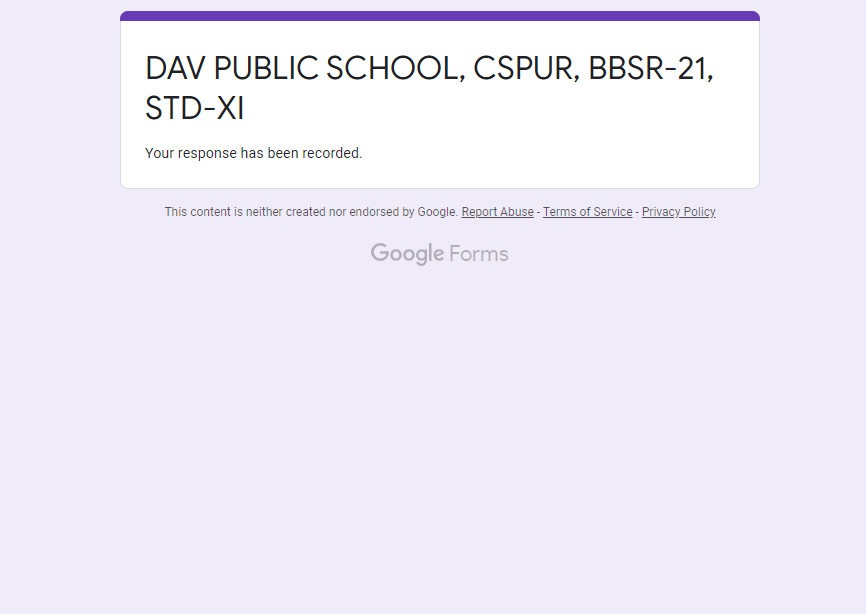 DAV PUBLIC SCHOOL, CSPUR, BBSR-21,
STD-XI
Your response has been recorded.
This content is neither created nor endorsed by Google. Report Abuse - Terms of Service - Privacy Policy
Google Forms